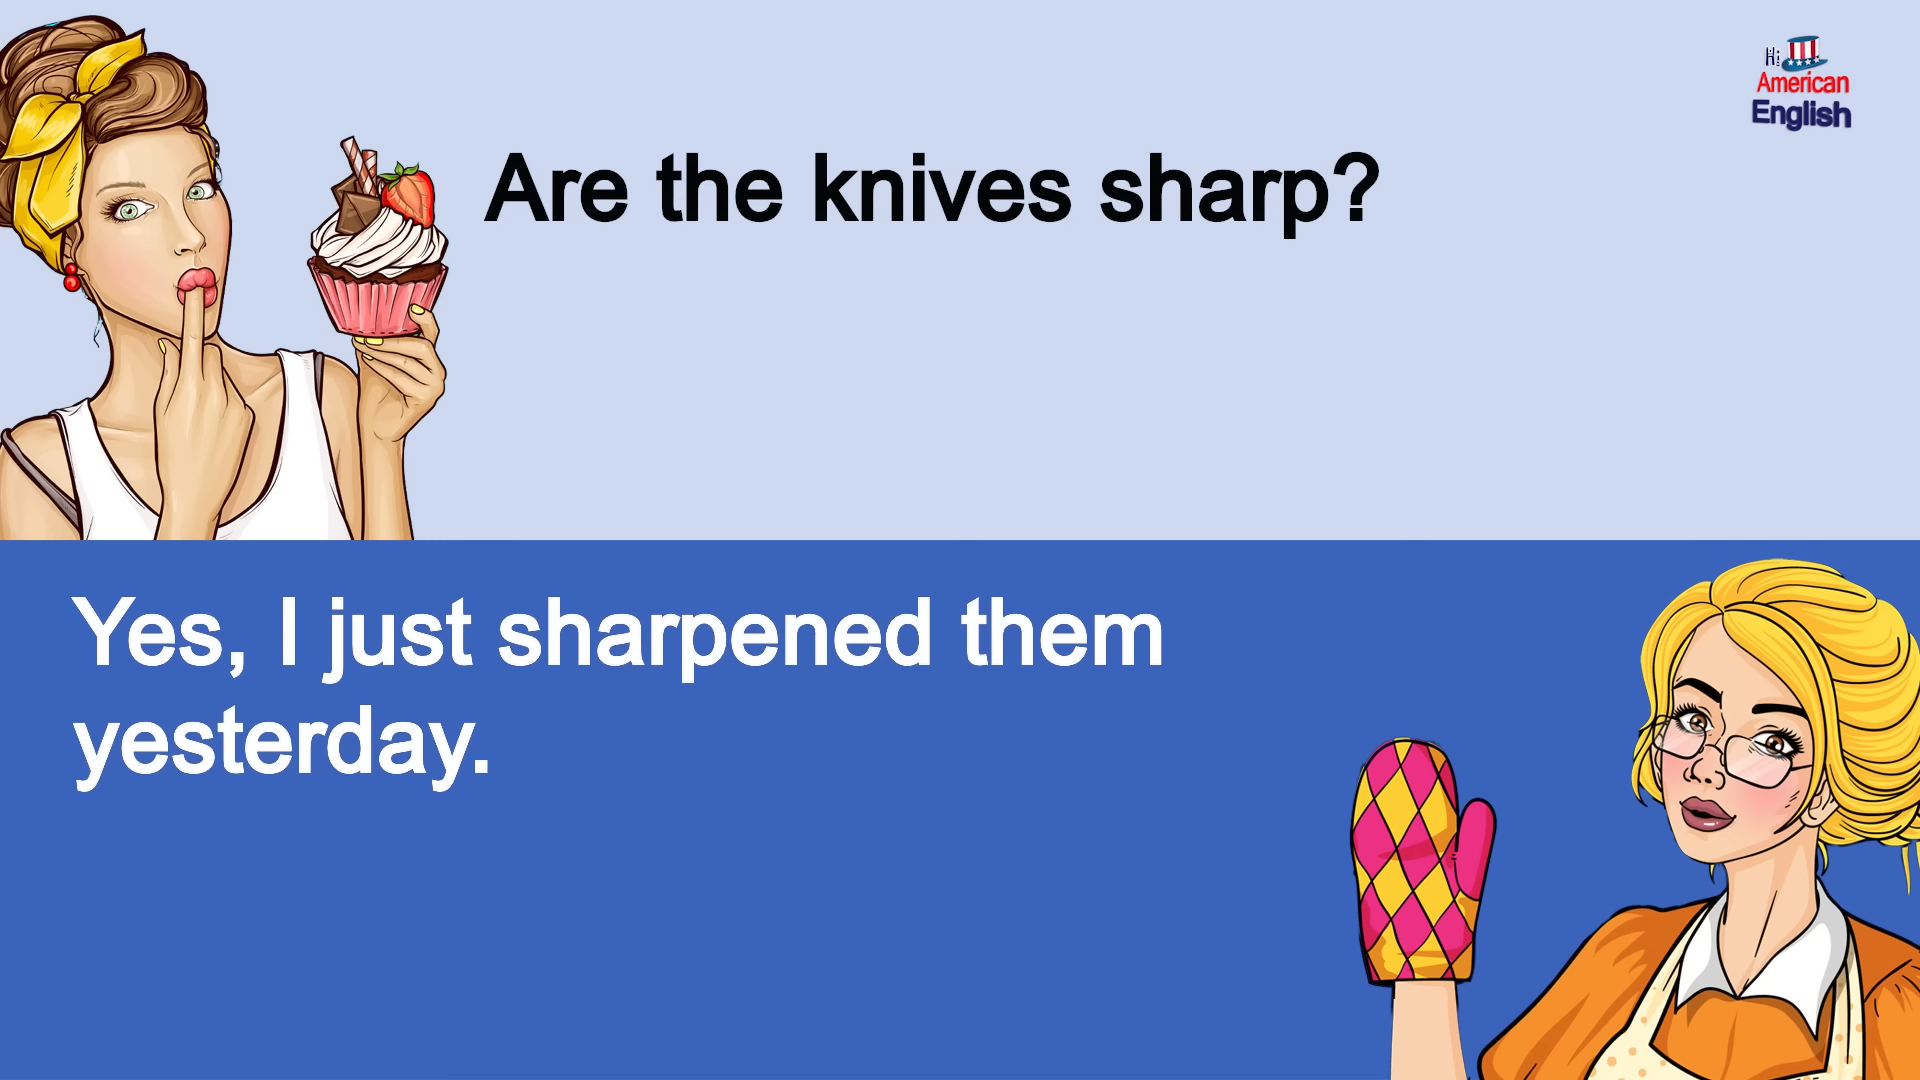 Hi
American
English
Are the knives sharp?
Yes, I just sharpened them
yesterday.